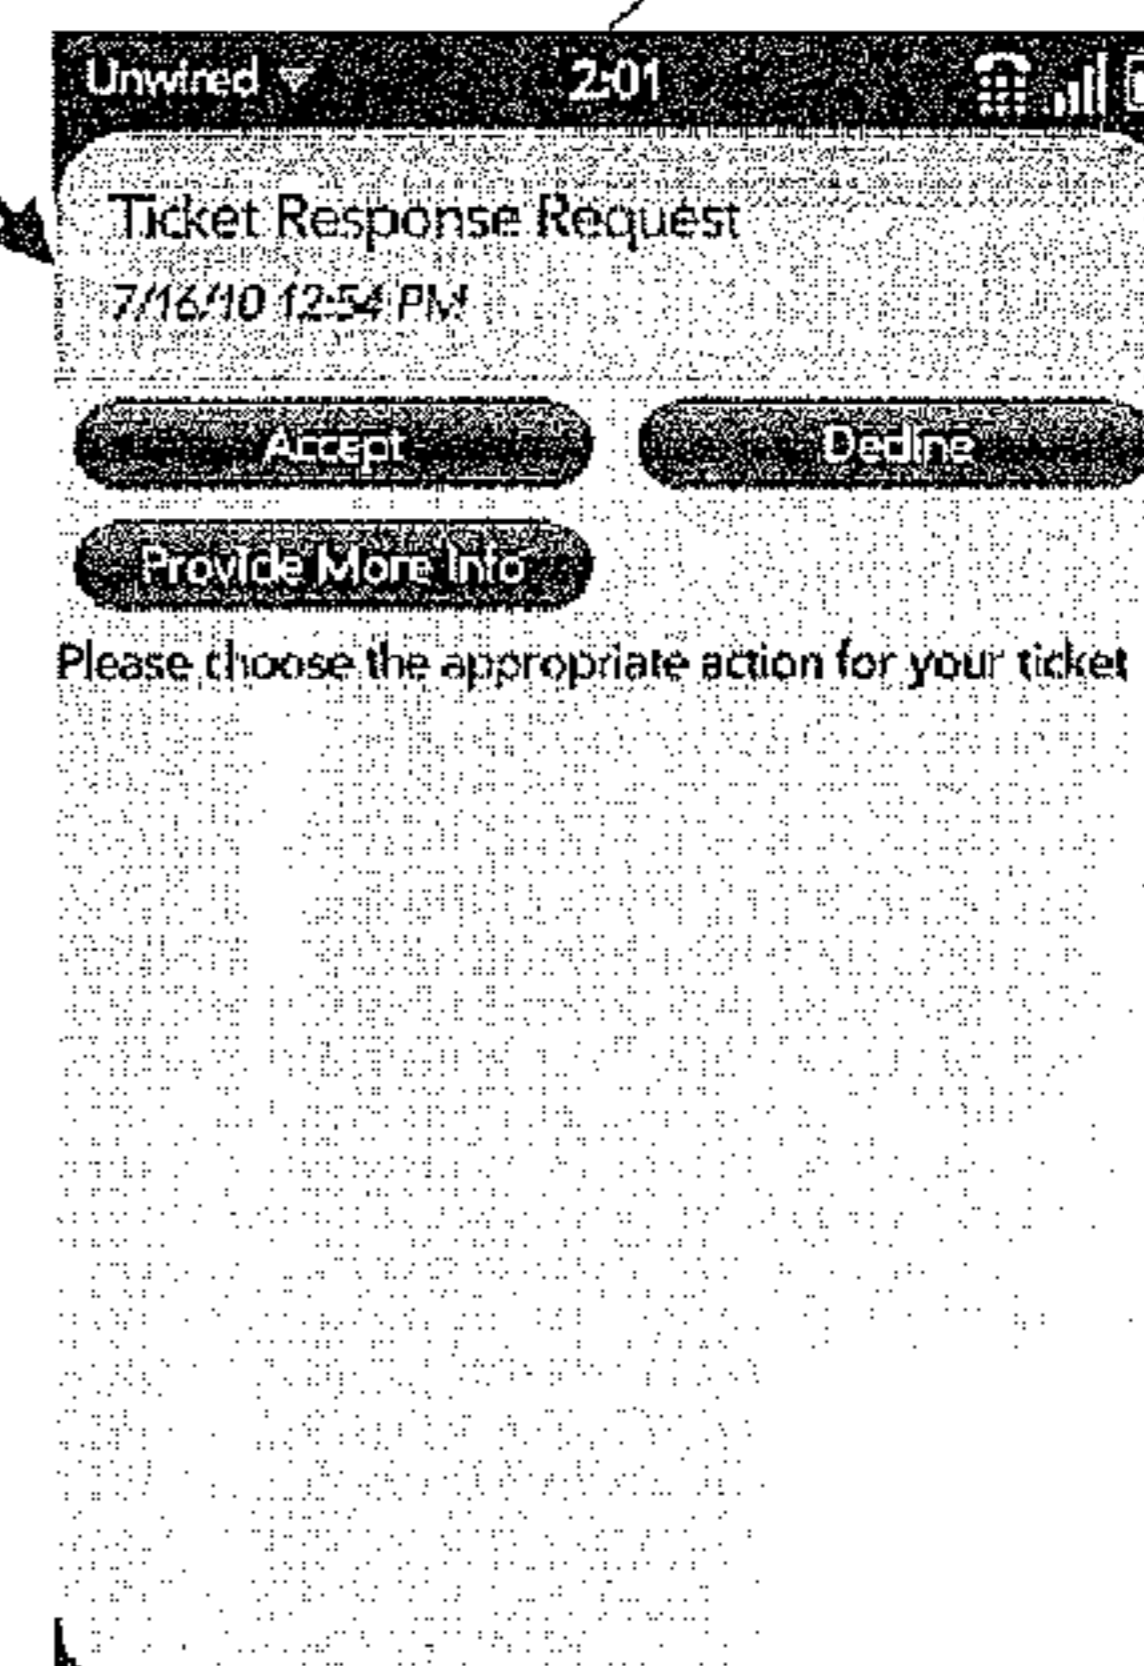 Unwired 2:01
Ticket Response Request
7/16/10 12:54 PM
Accept Decline
Provide More Info
Please choose the appropriate action for your ticket